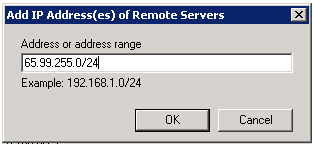 Add IP Address(es) of Remote Servers
Address or address range
65.99.255.0/24
Example: 192.168.1.0/24
OK
Cancel